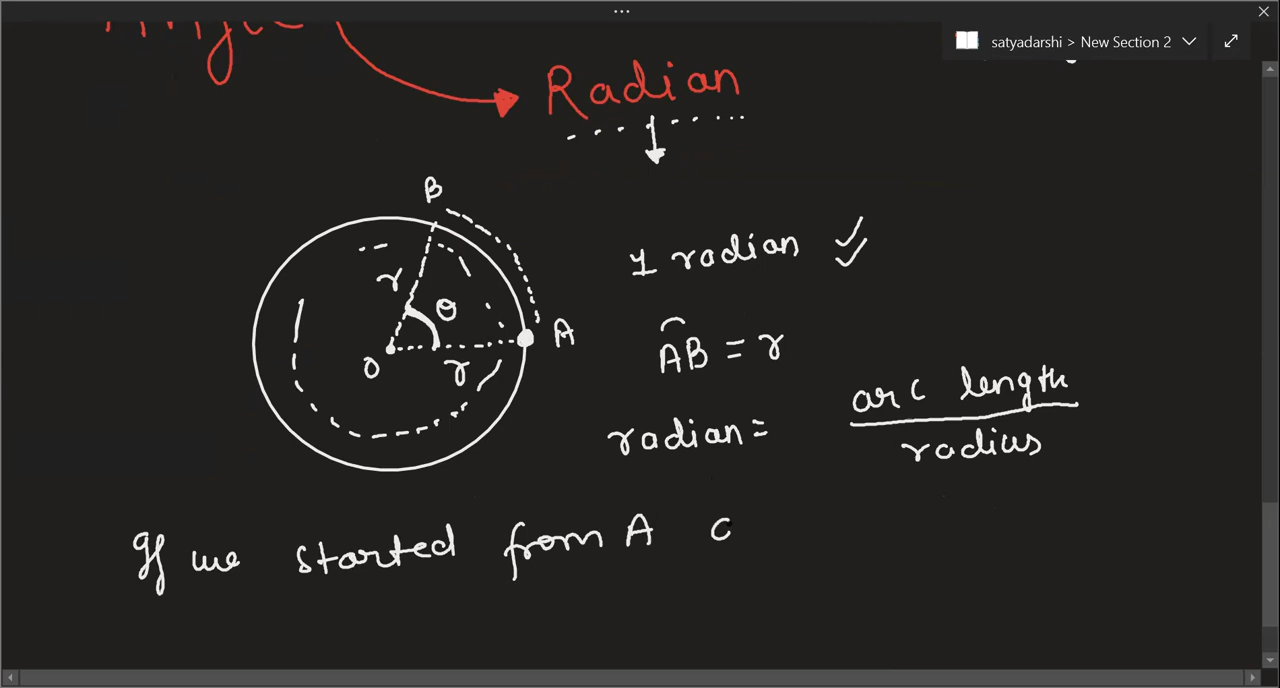 ...
satyadarshi > New Section 2
Radian
B
1 radian
r
θ
A
O
r
AB = r
radian = arc length
radius
If we started from A c